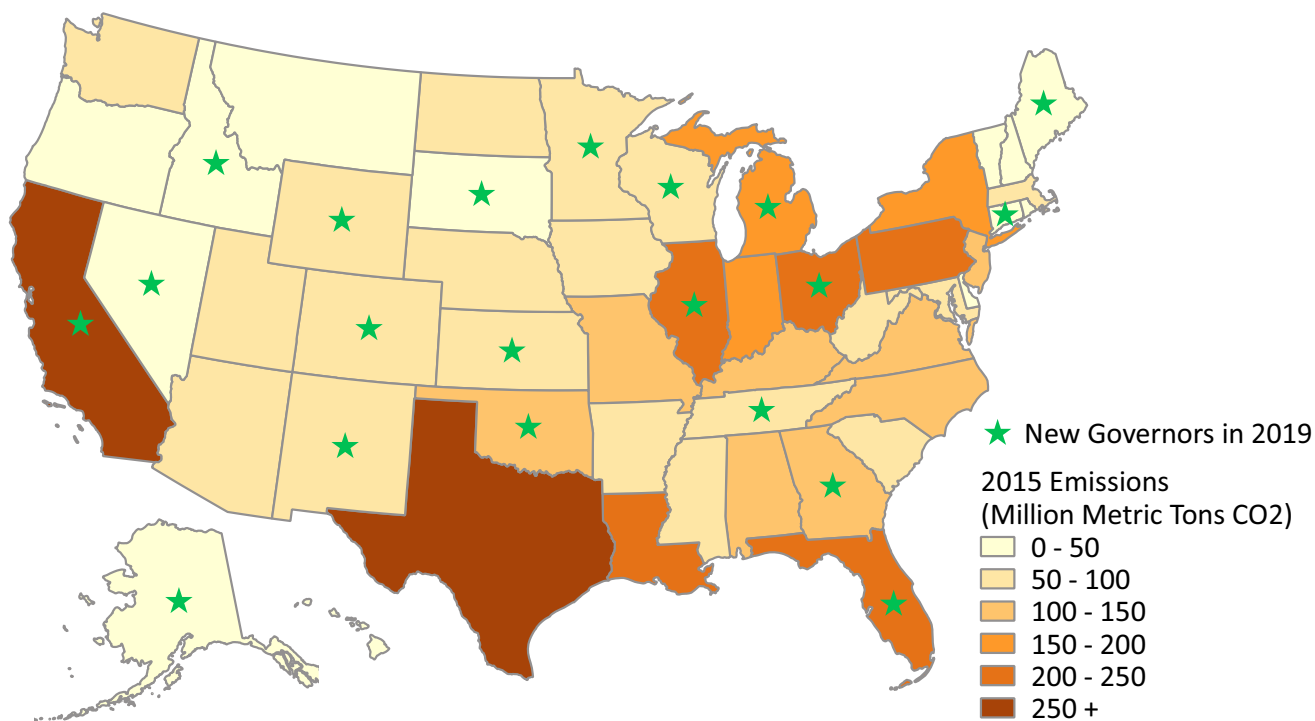 New Governors in 2019
2015 Emissions
(Million Metric Tons CO2)
0 - 50
50 - 100
100 - 150
150 - 200
200 - 250
250 +